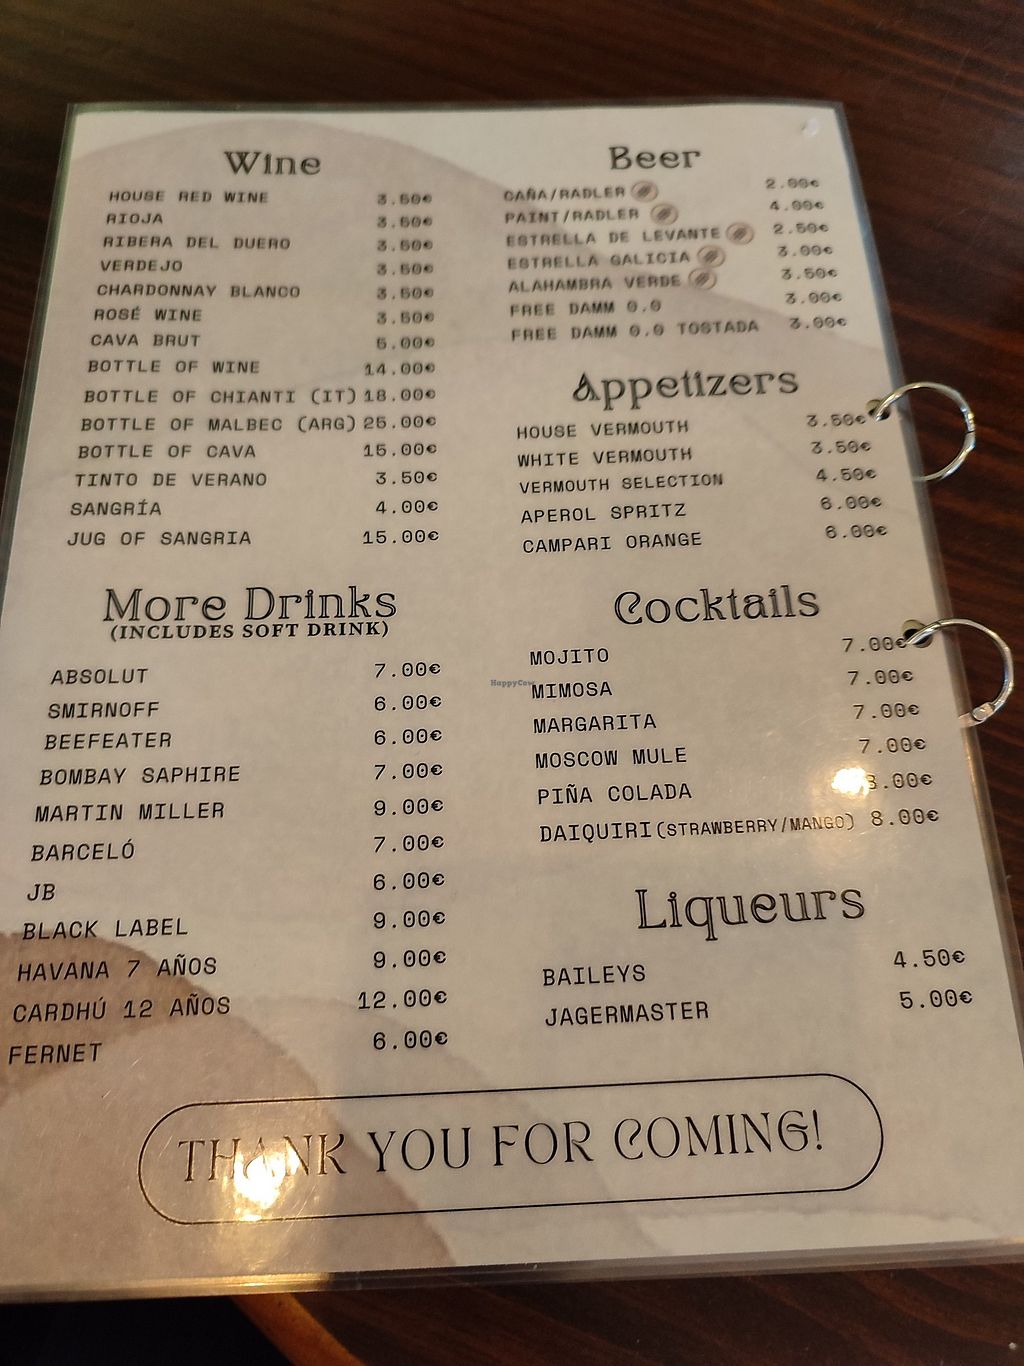 Wine
HOUSE RED WINE 3.50€
RIOJA 3.50€
RIBERA DEL DUERO 3.50€
VERDEJO 3.50€
CHARDONNAY BLANCO 3.50€
ROSÉ WINE 3.50€
CAVA BRUT 5.00€
BOTTLE OF WINE 14.00€
BOTTLE OF CHIANTI (IT) 18.00€
BOTTLE OF MALBEC (ARG) 25.00€
BOTTLE OF CAVA 15.00€
TINTO DE VERANO 3.50€
SANGRÍA 4.00€
JUG OF SANGRIA 15.00€
More Drinks
(INCLUDES SOFT DRINK)
ABSOLUT 7.00€
SMIRNOFF 6.00€
BEEFEATER 6.00€
BOMBAY SAPHIRE 7.00€
MARTIN MILLER 9.00€
BARCELÓ 7.00€
JB 6.00€
BLACK LABEL 9.00€
HAVANA 7 AÑOS 9.00€
CARDHÚ 12 AÑOS 12.00€
FERNET 6.00€
Beer
CAÑA/RADLER 2.00€
PAINT/RADLER 4.00€
ESTRELLA DE LEVANTE 2.50€
ESTRELLA GALICIA 3.00€
ALAHAMBRA VERDE 3.50€
FREE DAMM 0.0 3.00€
FREE DAMM 0.0 TOSTADA 3.00€
Appetizers
HOUSE VERMOUTH 3.50€
WHITE VERMOUTH 3.50€
VERMOUTH SELECTION 4.50€
APEROL SPRITZ 6.00€
CAMPARI ORANGE 6.00€
Cocktails
MOJITO 7.00€
MIMOSA 7.00€
MARGARITA 7.00€
MOSCOW MULE 7.00€
PIÑA COLADA 8.00€
DAIQUIRI (STRAWBERRY/MANGO) 8.00€
Liqueurs
BAILEYS 4.50€
JAGERMASTER 5.00€
THANK YOU FOR COMING!
HappyCow